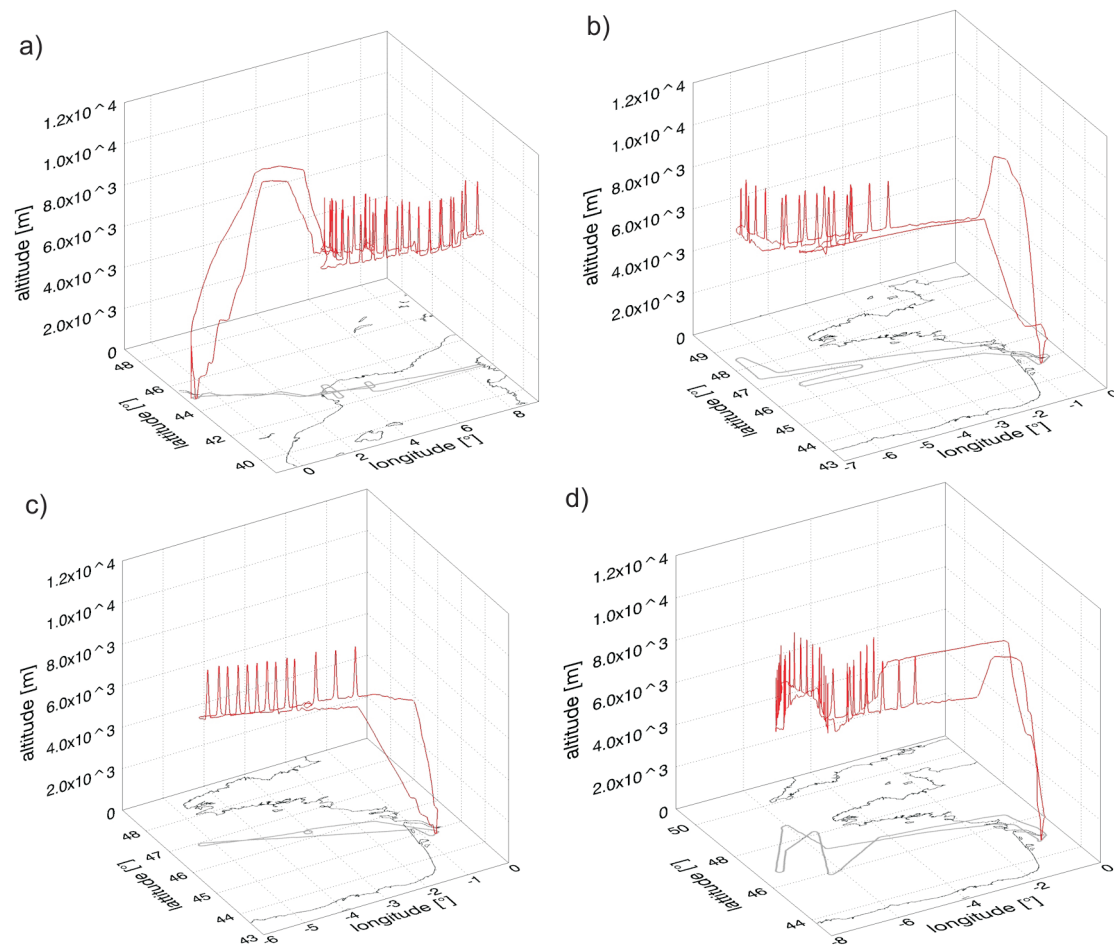 a)
1.2x10^4
1.0x10^4
8.0x10^3
6.0x10^3
4.0x10^3
2.0x10^3
0
altitude [m]
48
46
44
42
40
lattitude [°]
0
2
4
6
8
longitude [°]
b)
1.2x10^4
1.0x10^4
8.0x10^3
6.0x10^3
4.0x10^3
2.0x10^3
0
altitude [m]
49
48
47
46
45
44
43
lattitude [°]
-7
-6
-5
-4
-3
-2
-1
0
longitude [°]
c)
1.2x10^4
1.0x10^4
8.0x10^3
6.0x10^3
4.0x10^3
2.0x10^3
0
altitude [m]
48
47
46
45
44
43
lattitude [°]
-6
-5
-4
-3
-2
-1
0
longitude [°]
d)
1.2x10^4
1.0x10^4
8.0x10^3
6.0x10^3
4.0x10^3
2.0x10^3
0
altitude [m]
50
48
46
44
lattitude [°]
-8
-6
-4
-2
0
longitude [°]